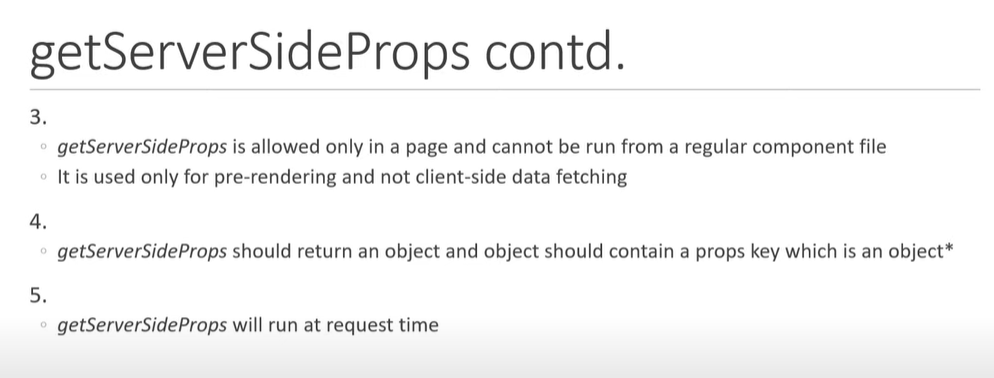 getServerSideProps contd.
3.
◦ getServerSideProps is allowed only in a page and cannot be run from a regular component file
◦ It is used only for pre-rendering and not client-side data fetching
4.
◦ getServerSideProps should return an object and object should contain a props key which is an object*
5.
◦ getServerSideProps will run at request time